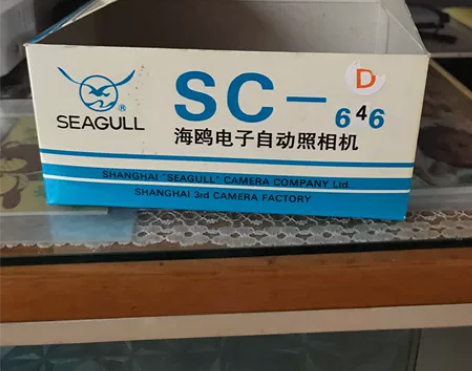 SEAGULL
®
SC-646
D
海鸥电子自动照相机
SHANGHAI "SEAGULL" CAMERA COMPANY Ltd.
SHANGHAI 3rd CAMERA FACTORY